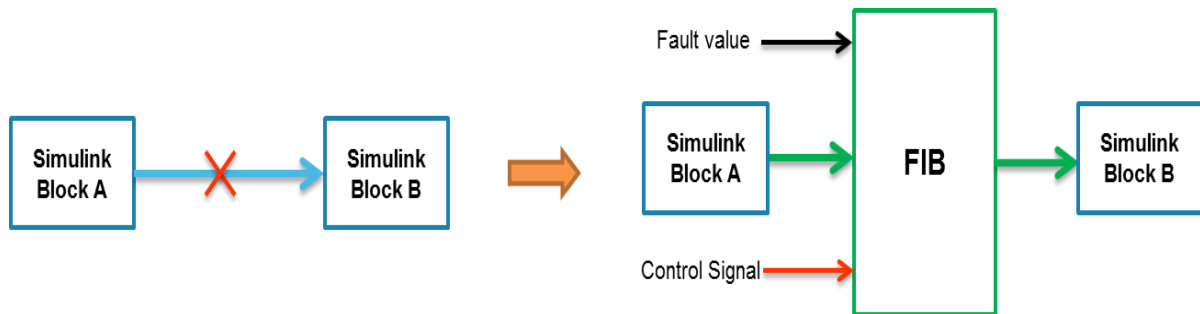 Simulink
Block A
Simulink
Block B
Fault value
Simulink
Block A
Control Signal
FIB
Simulink
Block B